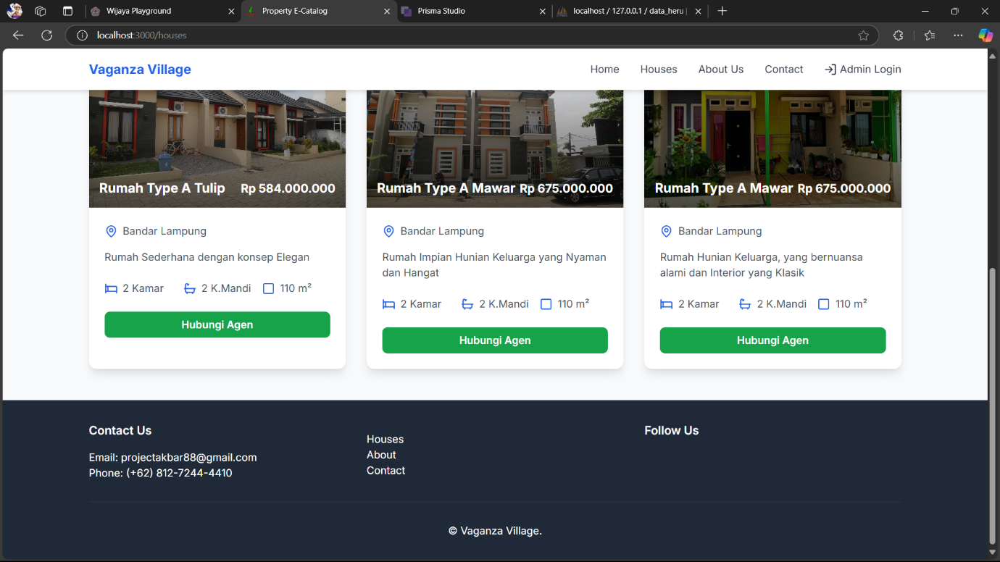 Wijaya Playground
Property E-Catalog
Prisma Studio
localhost / 127.0.0.1 / data_heru |
localhost:3000/houses
Vaganza Village
Home
Houses
About Us
Contact
Admin Login
Rumah Type A Tulip
Rp 584.000.000
Rumah Type A Mawar
Rp 675.000.000
Rumah Type A Mawar
Rp 675.000.000
Bandar Lampung
Rumah Sederhana dengan konsep Elegan
2 Kamar
2 K.Mandi
110 m²
Hubungi Agen
Bandar Lampung
Rumah Impian Hunian Keluarga yang Nyaman
dan Hangat
2 Kamar
2 K.Mandi
110 m²
Hubungi Agen
Bandar Lampung
Rumah Hunian Keluarga, yang bernuansa
alami dan Interior yang Klasik
2 Kamar
2 K.Mandi
110 m²
Hubungi Agen
Contact Us
Email: projectakbar88@gmail.com
Phone: (+62) 812-7244-4410
Houses
About
Contact
Follow Us
© Vaganza Village.